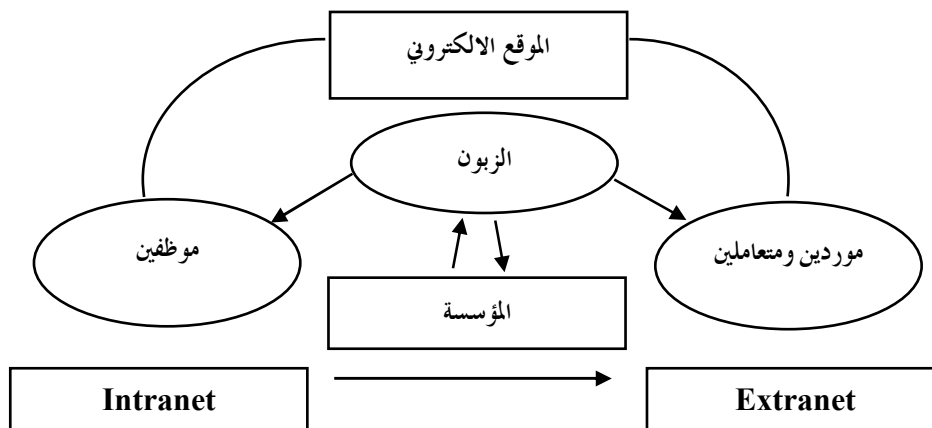 الموقع الالكتروني
الزبون
موظفين
موردين ومتعاملين
المؤسسة
Intranet
Extranet